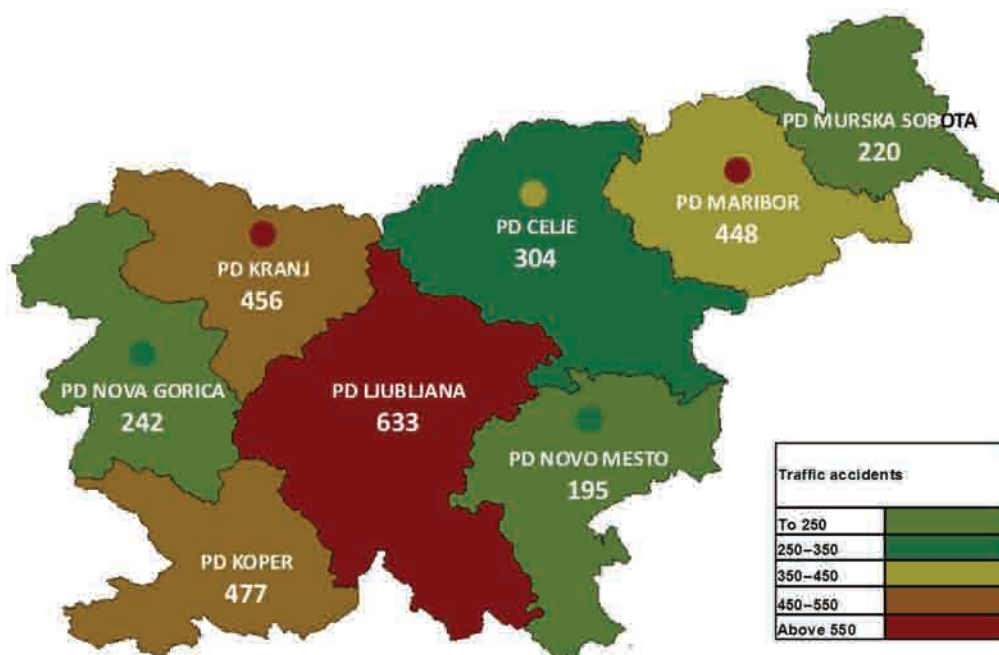 PD MURSKA SOBOTA
220
PD MARIBOR
448
PD CELJE
304
PD KRANJ
456
PD NOVA GORICA
242
PD LJUBLJANA
633
PD NOVO MESTO
195
PD KOPER
477
Traffic accidents
To 250
250–350
350–450
450–550
Above 550